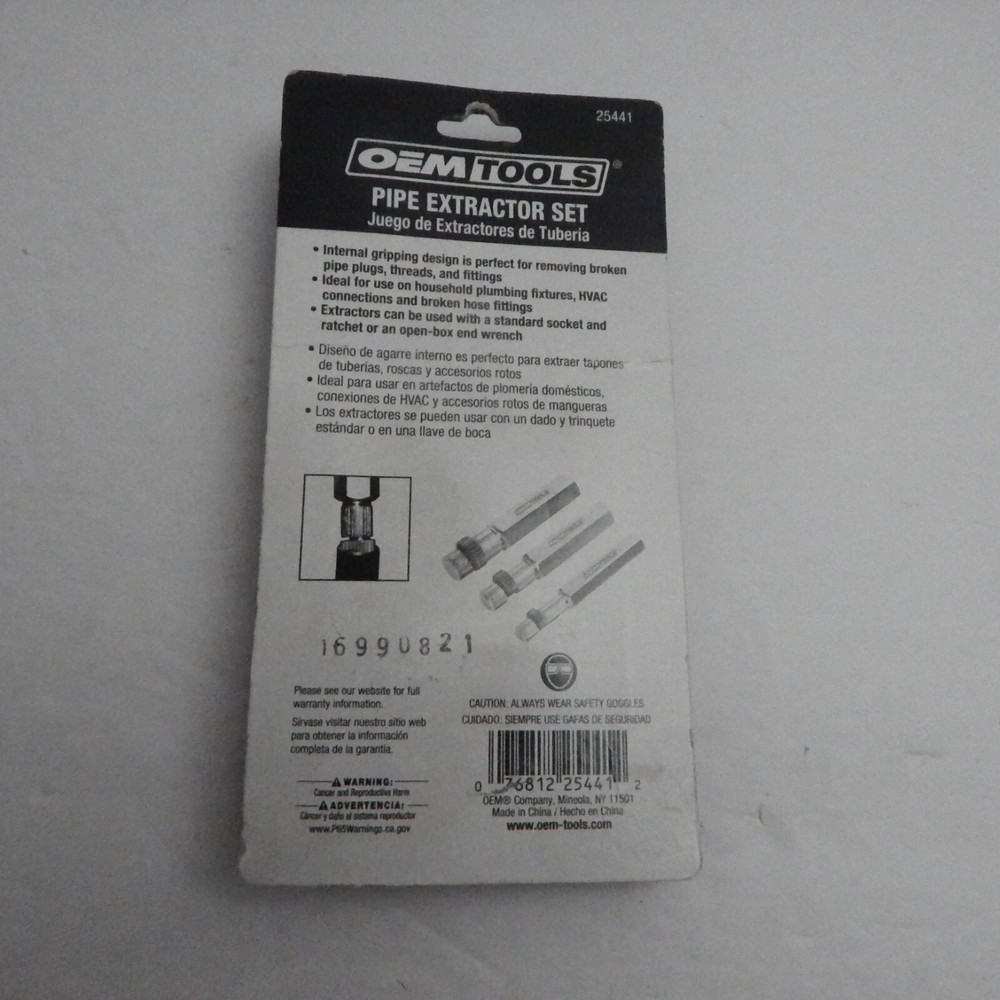 25441
OEMTOOLS®
PIPE EXTRACTOR SET
Juego de Extractores de Tubería
• Internal gripping design is perfect for removing broken
pipe plugs, threads, and fittings
• Ideal for use on household plumbing fixtures, HVAC
connections and broken hose fittings
• Extractors can be used with a standard socket and
ratchet or an open-box end wrench
• Diseño de agarre interno es perfecto para extraer tapones
de tuberías, roscas y accesorios rotos
• Ideal para usar en artefactos de plomería domésticos,
conexiones de HVAC y accesorios rotos de mangueras
• Los extractores se pueden usar con un dado y trinquete
estándar o en una llave de boca
16990821
Please see our website for full
warranty information.
Sírvase visitar nuestro sitio web
para obtener la información
completa de la garantía.
WARNING:
Cancer and Reproductive Harm
ADVERTENCIA:
Cáncer y daño al sistema reproductor
www.P65Warnings.ca.gov
CAUTION: ALWAYS WEAR SAFETY GOGGLES
CUIDADO: SIEMPRE USE GAFAS DE SEGURIDAD
0 76812 25441 2
OEM® Company, Mineola, NY 11501
Made in China / Hecho en China
www.oem-tools.com